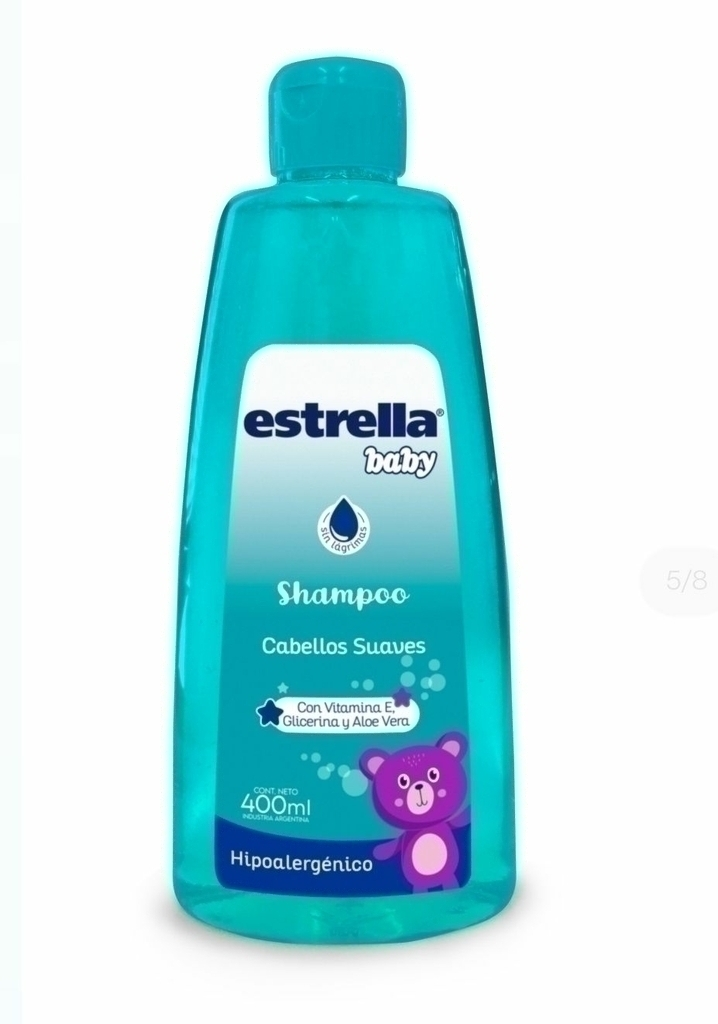 estrella®
baby
sin lágrimas
Shampoo
Cabellos Suaves
Con Vitamina E,
Glicerina y Aloe Vera
CONT. NETO
400ml
INDUSTRIA ARGENTINA
Hipoalergénico
5/8